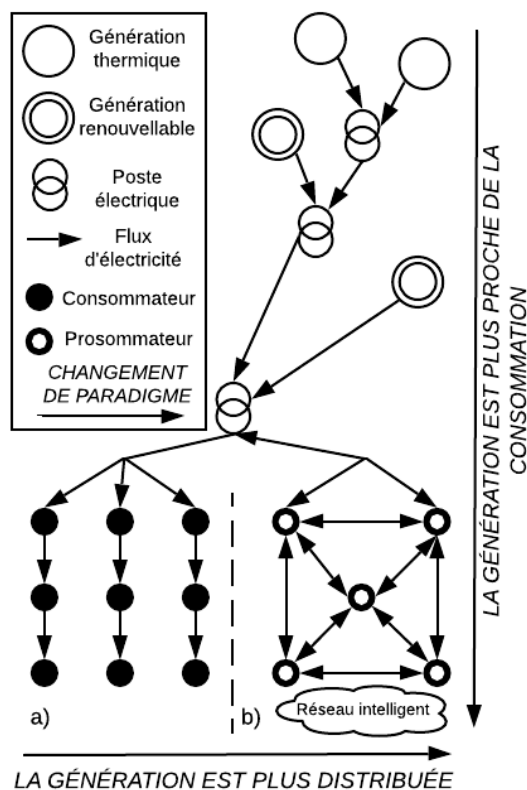 Génération
thermique
Génération
renouvellable
Poste
électrique
Flux
d'électricité
Consommateur
Prosommateur
CHANGEMENT
DE PARADIGME
LA GÉNÉRATION EST PLUS PROCHE DE LA
CONSOMMATION
a)
b)
Réseau intelligent
LA GÉNÉRATION EST PLUS DISTRIBUÉE